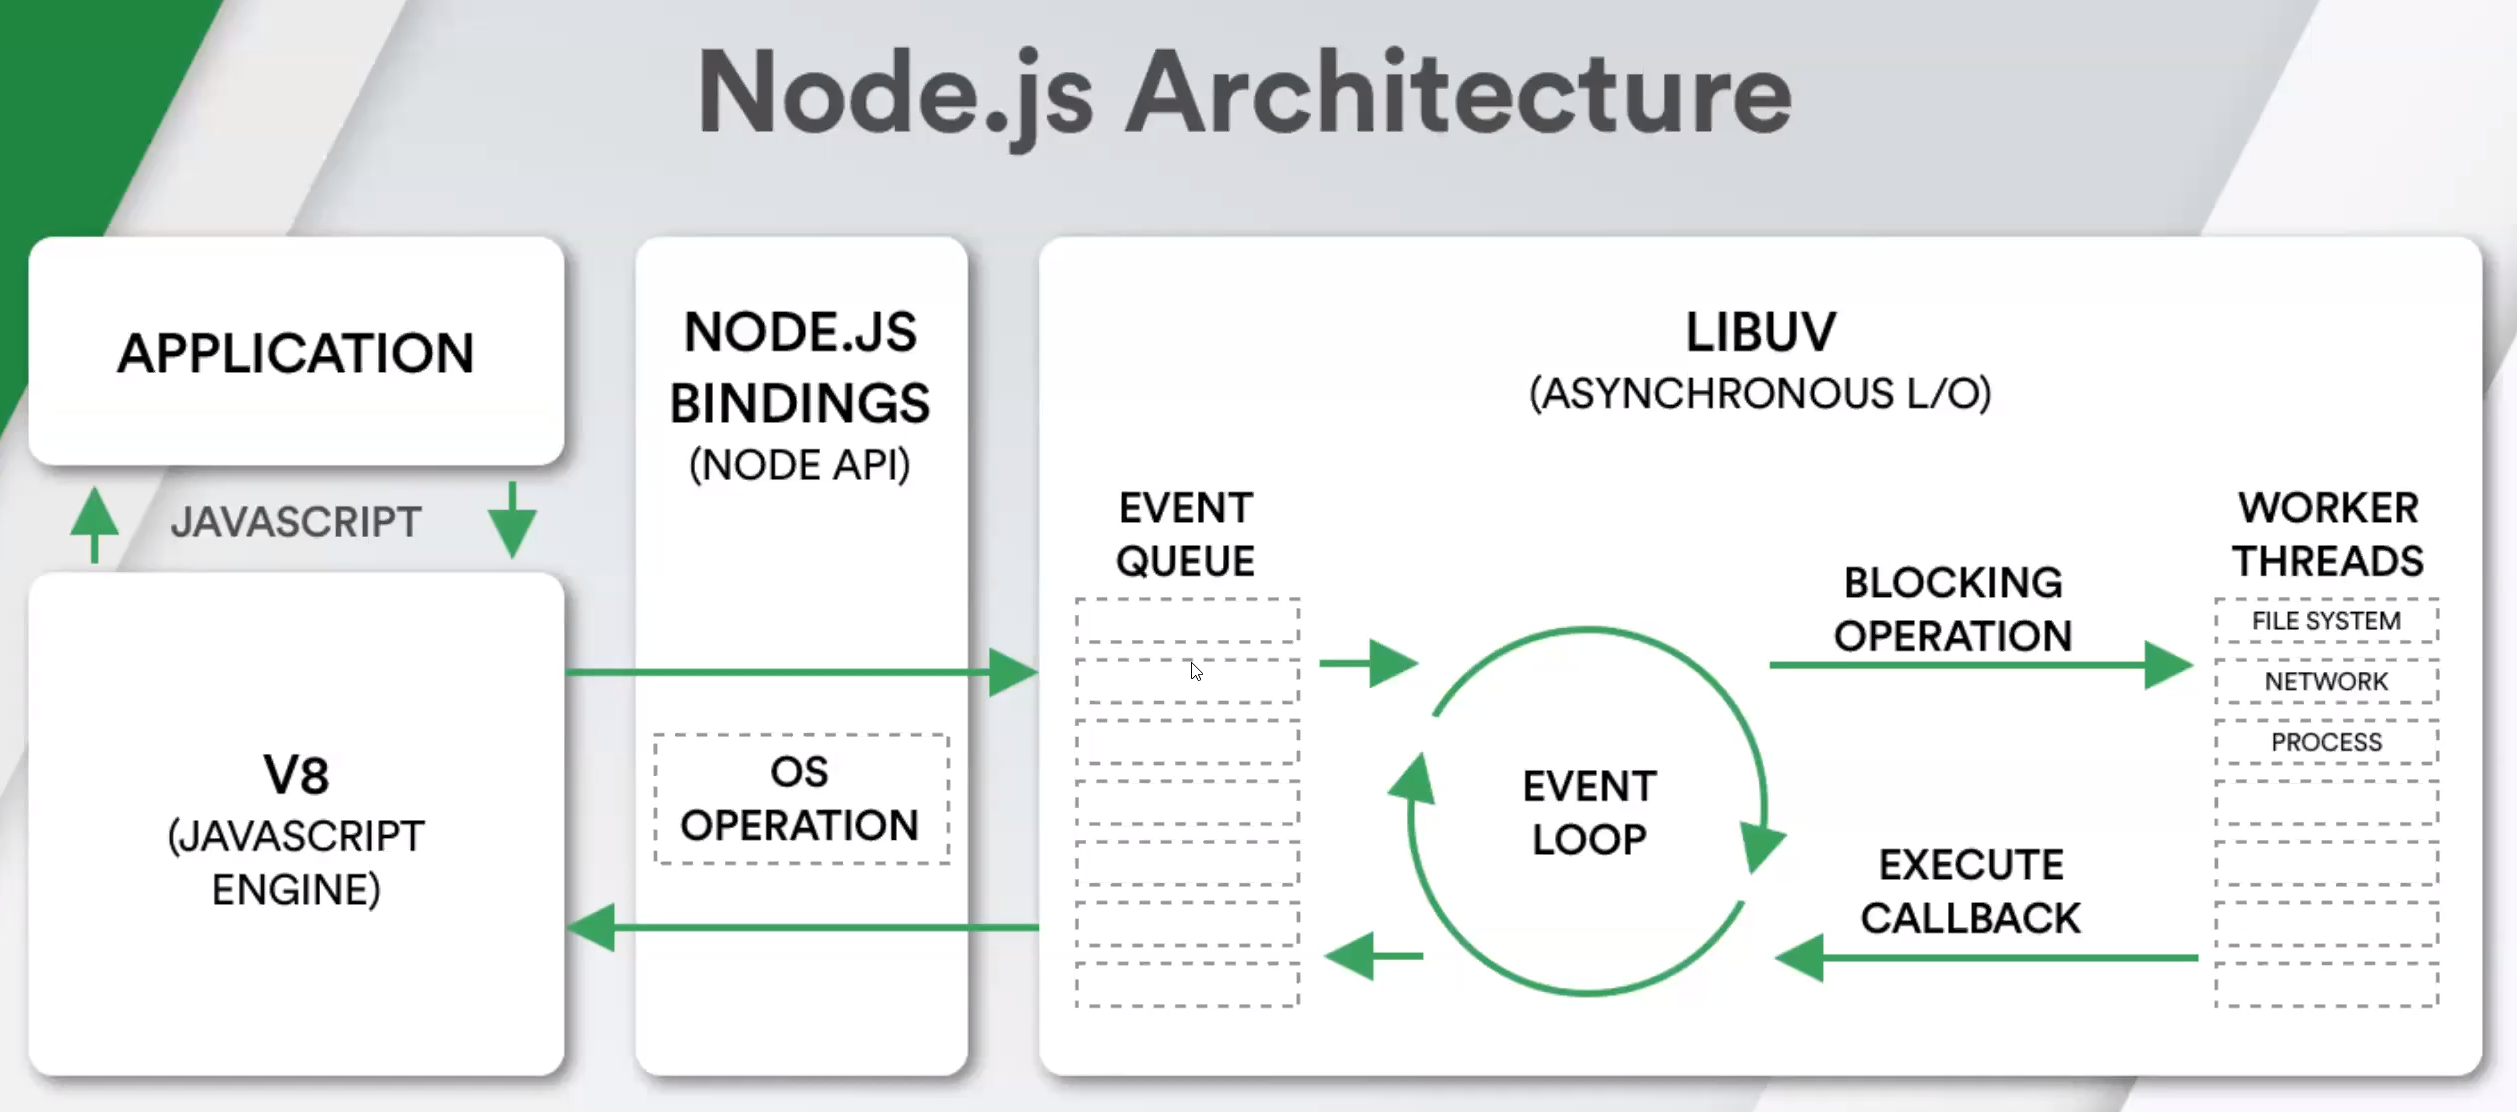 Node.js Architecture
APPLICATION
JAVASCRIPT
V8
(JAVASCRIPT
ENGINE)
NODE.JS
BINDINGS
(NODE API)
OS
OPERATION
LIBUV
(ASYNCHRONOUS L/O)
EVENT
QUEUE
EVENT
LOOP
BLOCKING
OPERATION
EXECUTE
CALLBACK
WORKER
THREADS
FILE SYSTEM
NETWORK
PROCESS